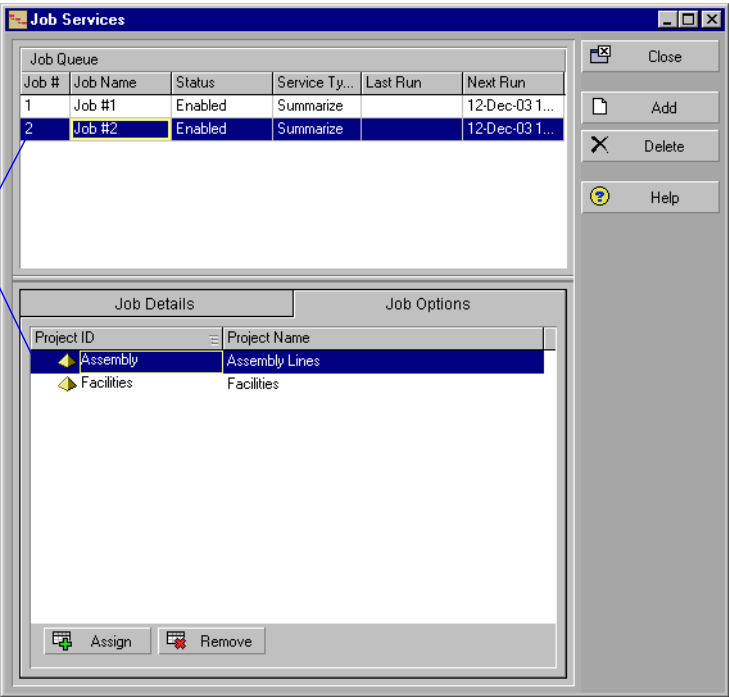 Job Services
Close
Job Queue
Job # Job Name Status Service Ty... Last Run Next Run
1 Job #1 Enabled Summarize 12-Dec-03 1...
2 Job #2 Enabled Summarize 12-Dec-03 1...
Add
Delete
Help
Job Details Job Options
Project ID Project Name
Assembly Assembly Lines
Facilities Facilities
Assign Remove